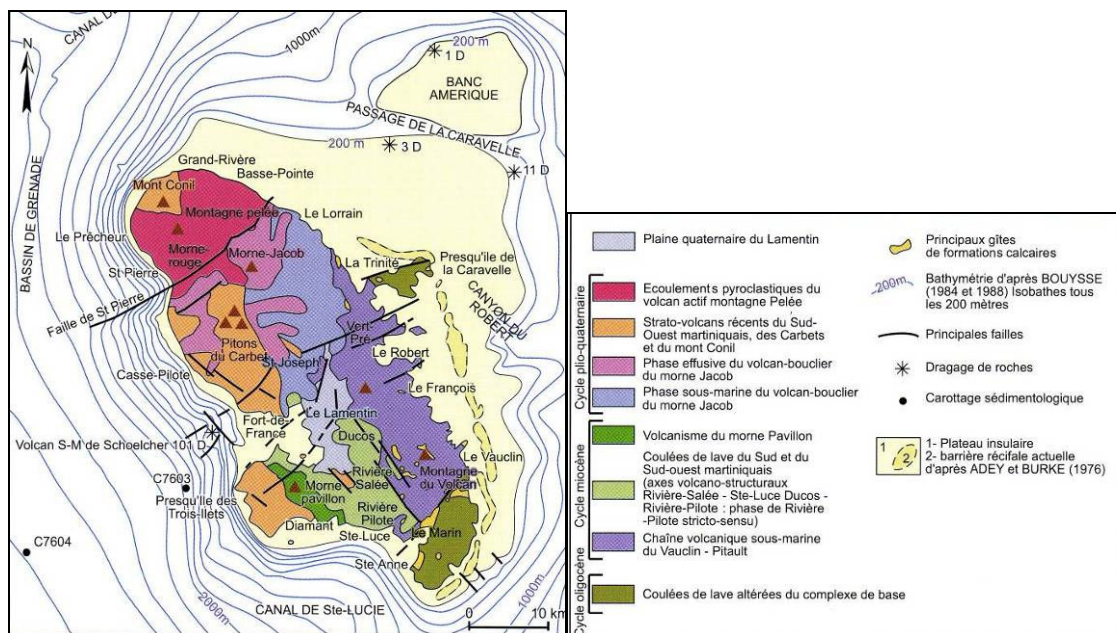 CANAL DE
N
1000m
200 m
1 D
BANC
AMERIQUE
PASSAGE DE LA CARAVELLE
200 m
3 D
11 D
Grand-Rivère
Basse-Pointe
Mont Conil
Montagne pelée
Le Lorrain
BASSIN DE GRENADE
Le Prêcheur
Morne-
rouge
Morne-Jacob
La Trinité
Presqu'ile de
la Caravelle
St Pierre
Faille de St Pierre
CANYON DU
ROBERT
Vert-
Pré
Pitons
du Carbet
St-Joseph
Le Robert
Casse-Pilote
Le François
Le Lamentin
Fort-de-
France
Ducos
Volcan S-M de Schoelcher 101 D
Le Vauclin
Rivière
Salée
Montagne
du Volcan
C7603
Presqu'Ile des
Trois-Ilets
Morne
pavillon
Rivière
Pilote
Diamant
Ste-Luce
Le Marin
C7604
Ste Anne
2000m
CANAL DE Ste-LUCIE
1000m
0 10 km
Plaine quaternaire du Lamentin
Cycle plio-quaternaire
Ecoulements pyroclastiques du
volcan actif montagne Pelée
Strato-volcans récents du Sud-
Ouest martiniquais, des Carbets
et du mont Conil
Phase effusive du volcan-bouclier
du morne Jacob
Phase sous-marine du volcan-bouclier
du morne Jacob
Cycle miocène
Volcanisme du morne Pavillon
Coulées de lava du Sud et du
Sud-ouest martiniquais
(axes volcano-structuraux
Rivière-Salée - Ste-Luce Ducos -
Rivière-Pilote : phase de Rivière
-Pilote stricto-sensu)
Chaîne volcanique sous-marine
du Vauclin - Pitault
Cycle oligocène
Coulées de lave altérées du complexe de base
Principaux gîtes
de formations calcaires
-200m-
Bathymétrie d'après BOUYSSE
(1984 et 1988) Isobathes tous
les 200 mètres
Principales failles
Dragage de roches
Carottage sédimentologique
1
2
1- Plateau insulaire
2- barrière récifale actuelle
d'après ADEY et BURKE (1976)